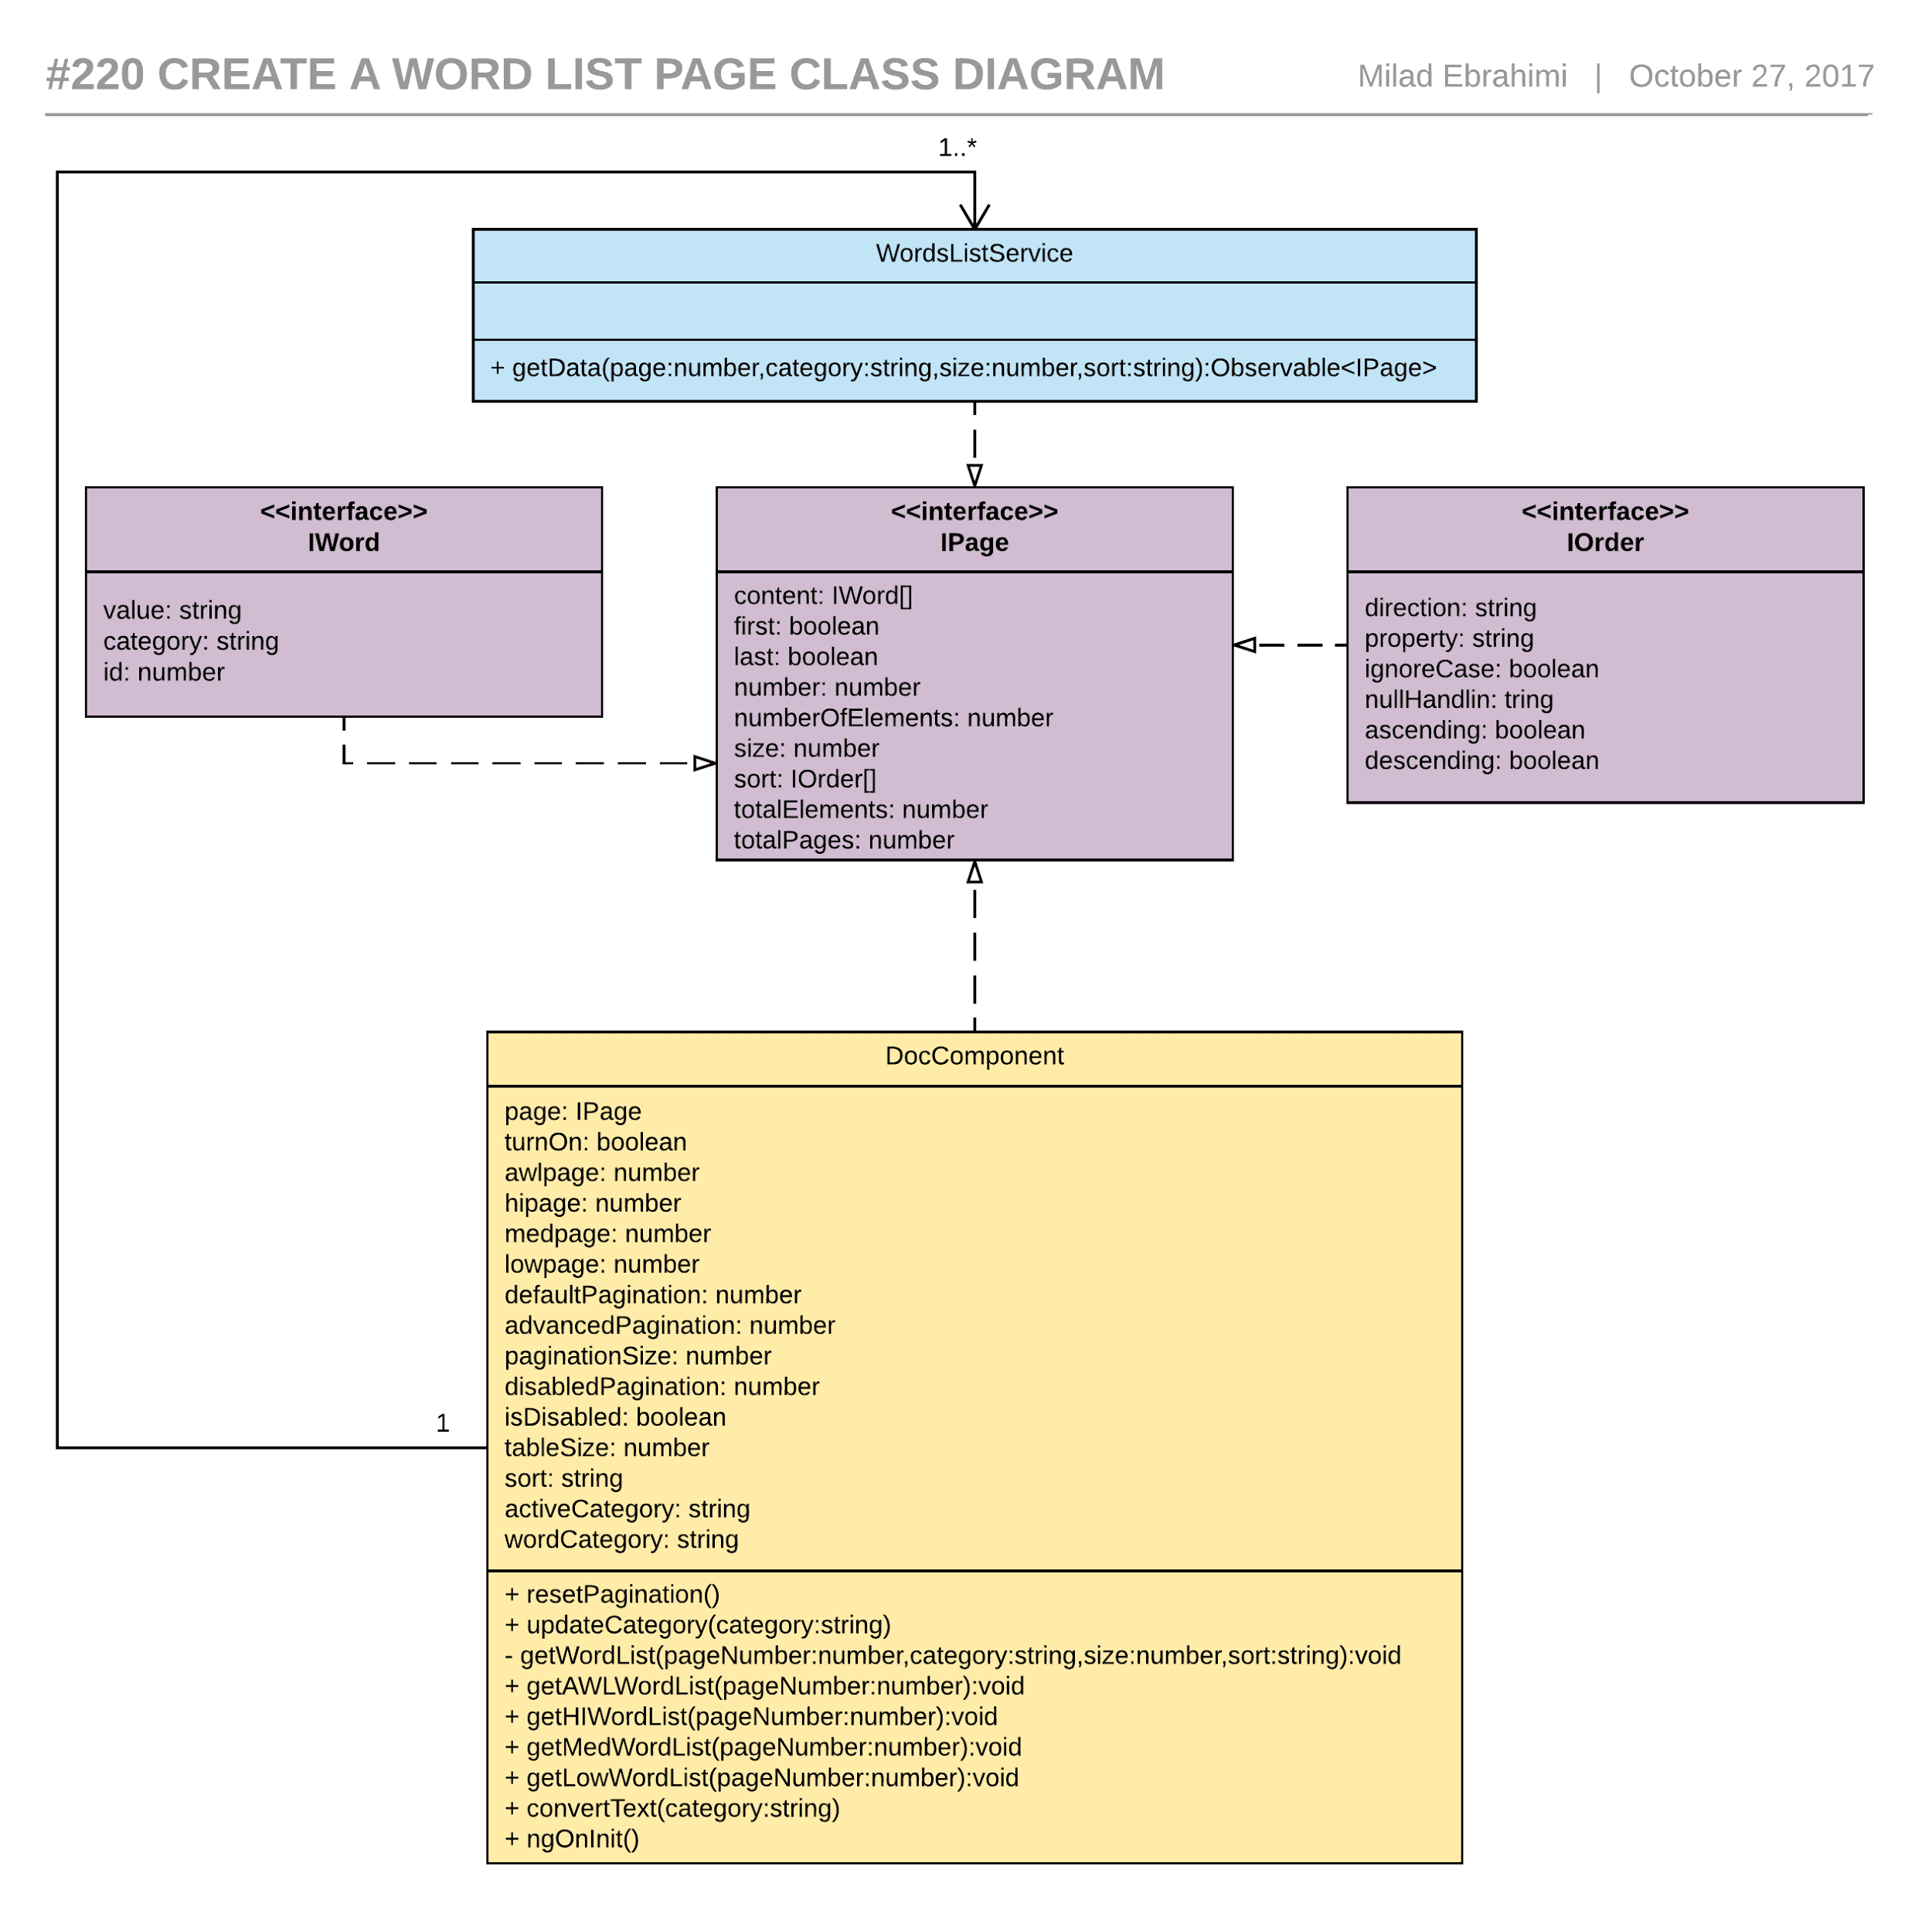 #220 CREATE A WORD LIST PAGE CLASS DIAGRAM
Milad Ebrahimi | October 27, 2017
1..*
WordsListService
+ getData(page:number,category:string,size:number,sort:string):Observable<IPage>
<<interface>>
IWord
value: string
category: string
id: number
<<interface>>
IPage
content: IWord[]
first: boolean
last: boolean
number: number
numberOfElements: number
size: number
sort: IOrder[]
totalElements: number
totalPages: number
<<interface>>
IOrder
direction: string
property: string
ignoreCase: boolean
nullHandlin: tring
ascending: boolean
descending: boolean
DocComponent
page: IPage
turnOn: boolean
awlpage: number
hipage: number
medpage: number
lowpage: number
defaultPagination: number
advancedPagination: number
paginationSize: number
disabledPagination: number
isDisabled: boolean
tableSize: number
sort: string
activeCategory: string
wordCategory: string
1
+ resetPagination()
+ updateCategory(category:string)
- getWordList(pageNumber:number,category:string,size:number,sort:string):void
+ getAWLWordList(pageNumber:number):void
+ getHIWordList(pageNumber:number):void
+ getMedWordList(pageNumber:number):void
+ getLowWordList(pageNumber:number):void
+ convertText(category:string)
+ ngOnInit()